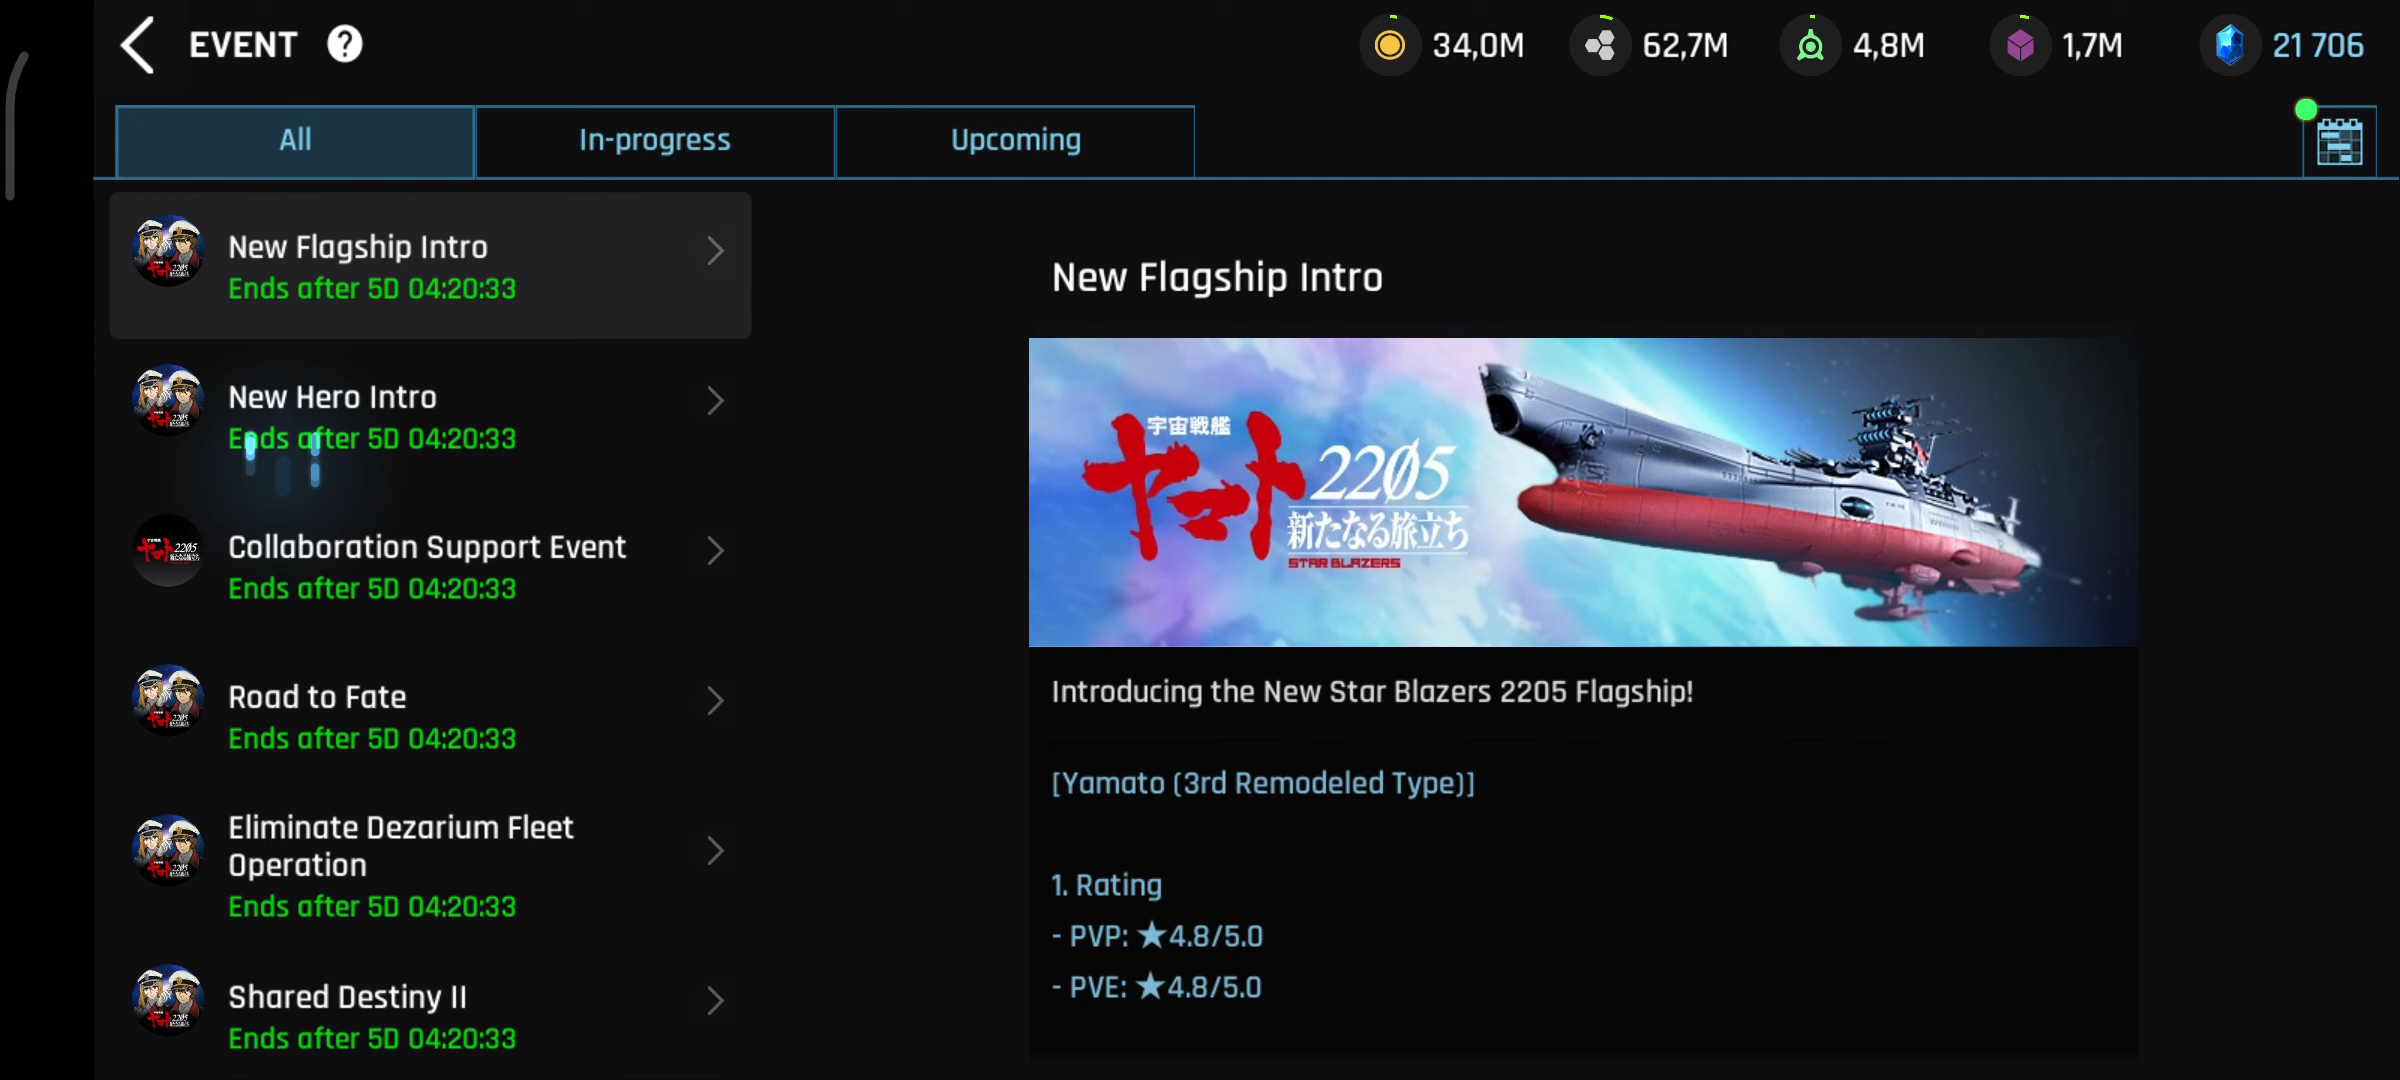 EVENT ?
34,0M
62,7M
4,8M
1,7M
21 706
All
In-progress
Upcoming
New Flagship Intro
Ends after 5D 04:20:33
New Hero Intro
Ends after 5D 04:20:33
Collaboration Support Event
Ends after 5D 04:20:33
Road to Fate
Ends after 5D 04:20:33
Eliminate Dezarium Fleet
Operation
Ends after 5D 04:20:33
Shared Destiny II
Ends after 5D 04:20:33
New Flagship Intro
宇宙戦艦
ヤマト 2205
新たなる旅立ち
STAR BLAZERS
Introducing the New Star Blazers 2205 Flagship!
[Yamato (3rd Remodeled Type)]
1. Rating
- PVP: ★4.8/5.0
- PVE: ★4.8/5.0